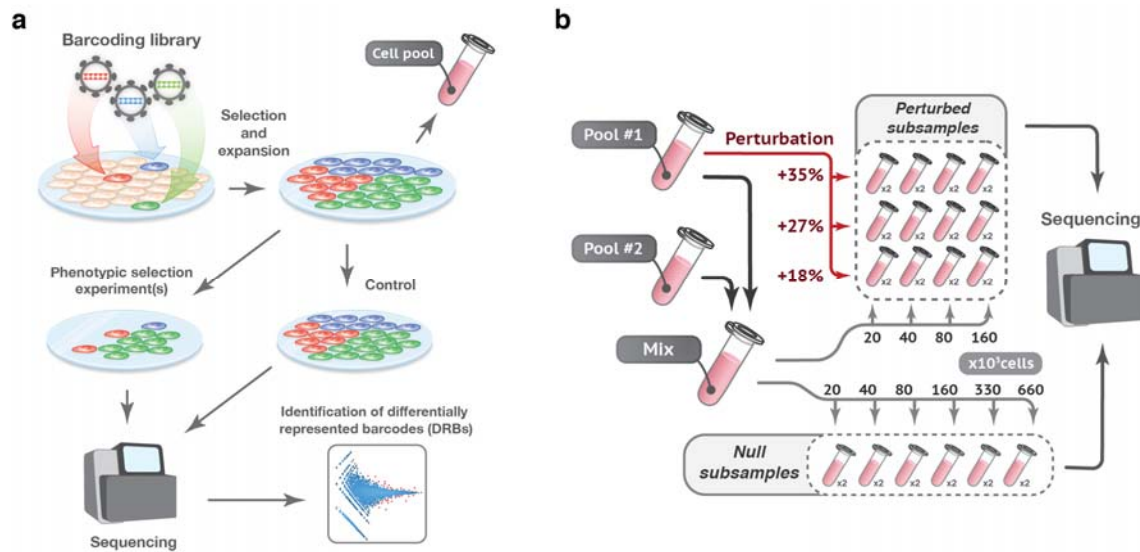 a
Barcoding library
Cell pool
Selection and
expansion
Phenotypic selection
experiment(s)
Control
Identification of differentially
represented barcodes (DRBs)
Sequencing
b
Pool #1
Perturbation
Perturbed
subsamples
+35%
x2 x2 x2 x2
+27%
x2 x2 x2 x2
Pool #2
+18%
x2 x2 x2 x2
Sequencing
Mix
20 40 80 160
x10³cells
20 40 80 160 330 660
Null
subsamples
x2 x2 x2 x2 x2 x2